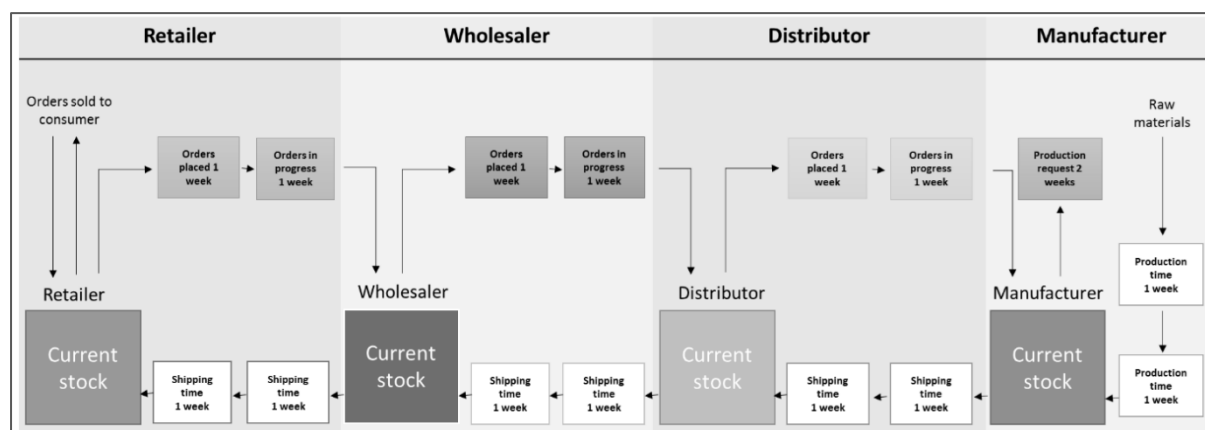 Retailer
Wholesaler
Distributor
Manufacturer
Orders sold to
consumer
Orders
placed 1
week
Orders in
progress
1 week
Orders
placed 1
week
Orders in
progress
1 week
Orders
placed 1
week
Orders in
progress
1 week
Production
request 2
weeks
Raw
materials
Production
time
1 week
Retailer
Wholesaler
Distributor
Manufacturer
Current
stock
Shipping
time
1 week
Shipping
time
1 week
Current
stock
Shipping
time
1 week
Shipping
time
1 week
Current
stock
Shipping
time
1 week
Shipping
time
1 week
Current
stock
Production
time
1 week